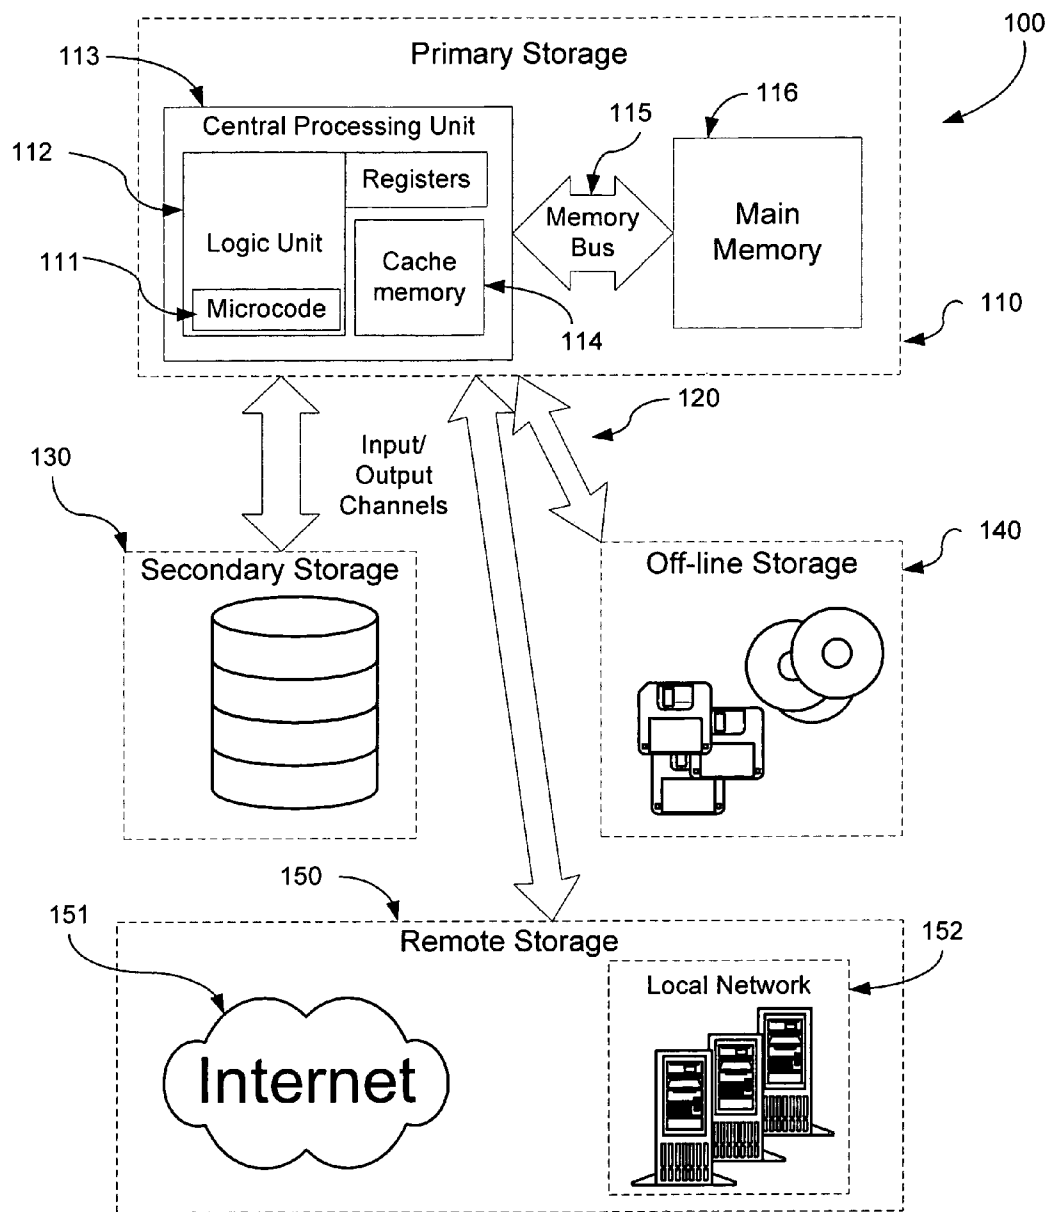 100
Primary Storage
113
Central Processing Unit
116
115
112
Registers
Logic Unit
Memory
Bus
Main
Memory
111
Cache
memory
Microcode
114
110
120
Input/
Output
Channels
130
140
Secondary Storage
Off-line Storage
150
151
Remote Storage
152
Local Network
Internet